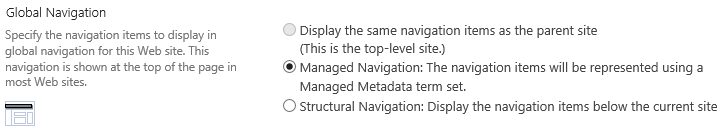 Global Navigation
Specify the navigation items to display in
global navigation for this Web site. This
navigation is shown at the top of the page in
most Web sites.
Display the same navigation items as the parent site
(This is the top-level site.)
Managed Navigation: The navigation items will be represented using a
Managed Metadata term set.
Structural Navigation: Display the navigation items below the current site